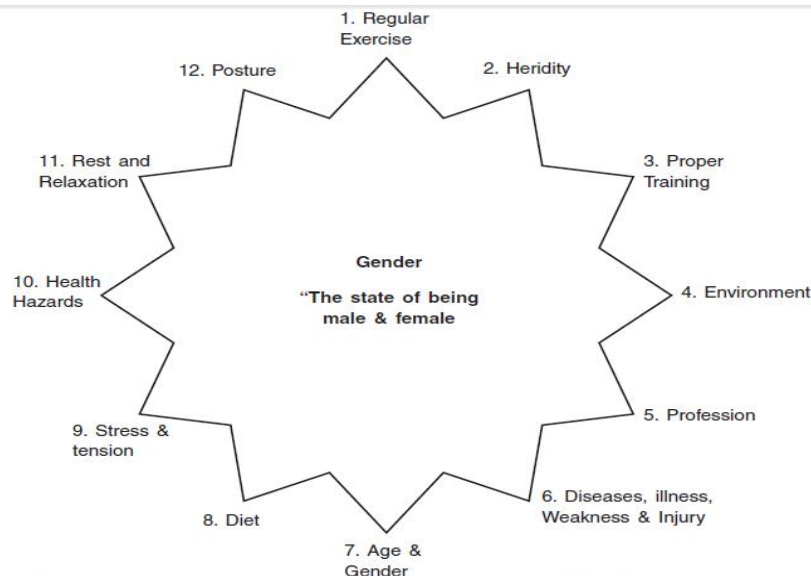 1. Regular
Exercise
2. Heridity
3. Proper
Training
4. Environment
5. Profession
6. Diseases, illness,
Weakness & Injury
7. Age &
Gender
8. Diet
9. Stress &
tension
10. Health
Hazards
11. Rest and
Relaxation
12. Posture
Gender
“The state of being
male & female